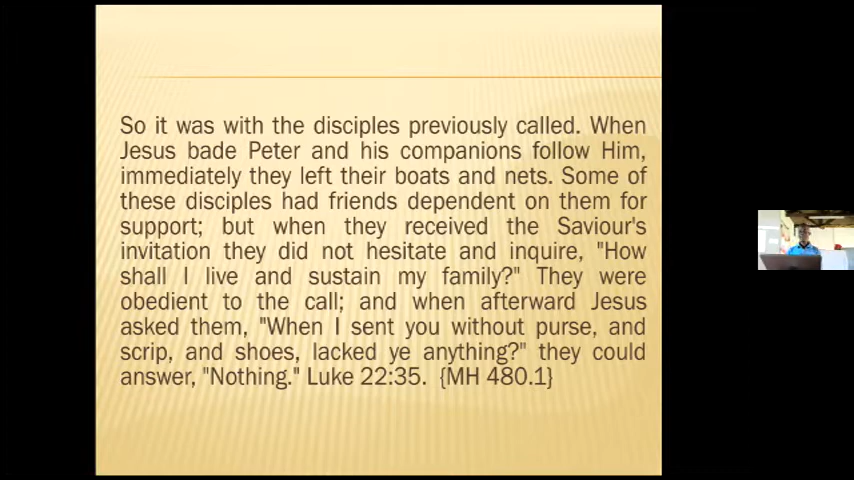 So it was with the disciples previously called. When
Jesus bade Peter and his companions follow Him,
immediately they left their boats and nets. Some of
these disciples had friends dependent on them for
support; but when they received the Saviour's
invitation they did not hesitate and inquire, "How
shall I live and sustain my family?" They were
obedient to the call; and when afterward Jesus
asked them, "When I sent you without purse, and
scrip, and shoes, lacked ye anything?" they could
answer, "Nothing." Luke 22:35. {MH 480.1}